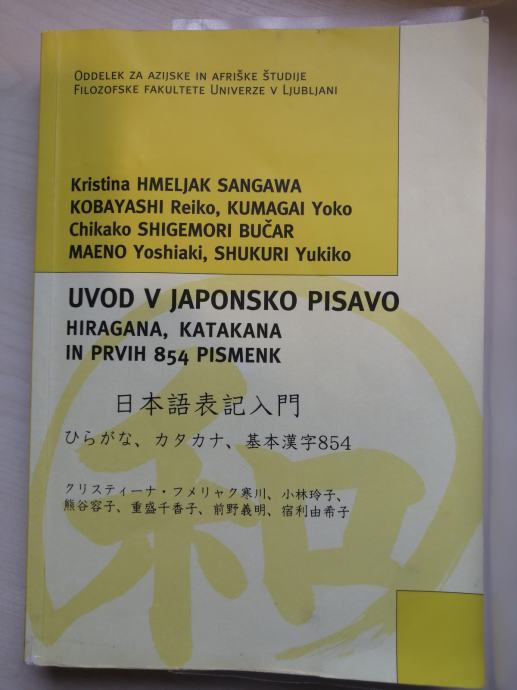 ODDELEK ZA AZIJSKE IN AFRIŠKE ŠTUDIJE
FILOZOFSKE FAKULTETE UNIVERZE V LJUBLJANI
Kristina HMELJAK SANGAWA
KOBAYASHI Reiko, KUMAGAI Yoko
Chikako SHIGEMORI BUČAR
MAENO Yoshiaki, SHUKURI Yukiko
UVOD V JAPONSKO PISAVO
HIRAGANA, KATAKANA
IN PRVIH 854 PISMENK
日本語表記入門
ひらがな、カタカナ、基本漢字854
クリスティーナ・フメリャク寒川、小林玲子、
熊谷容子、重盛千香子、前野義明、宿利由希子
和